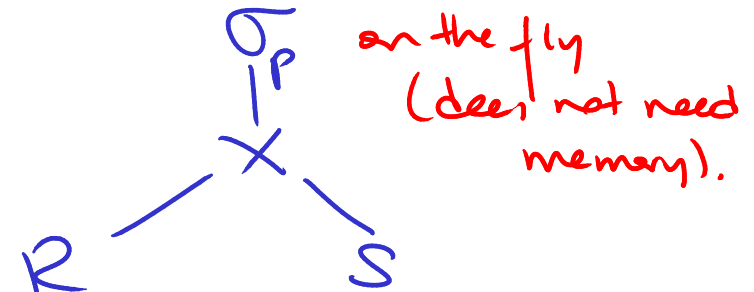 σp on the fly
(does not need
memory).
X
R S